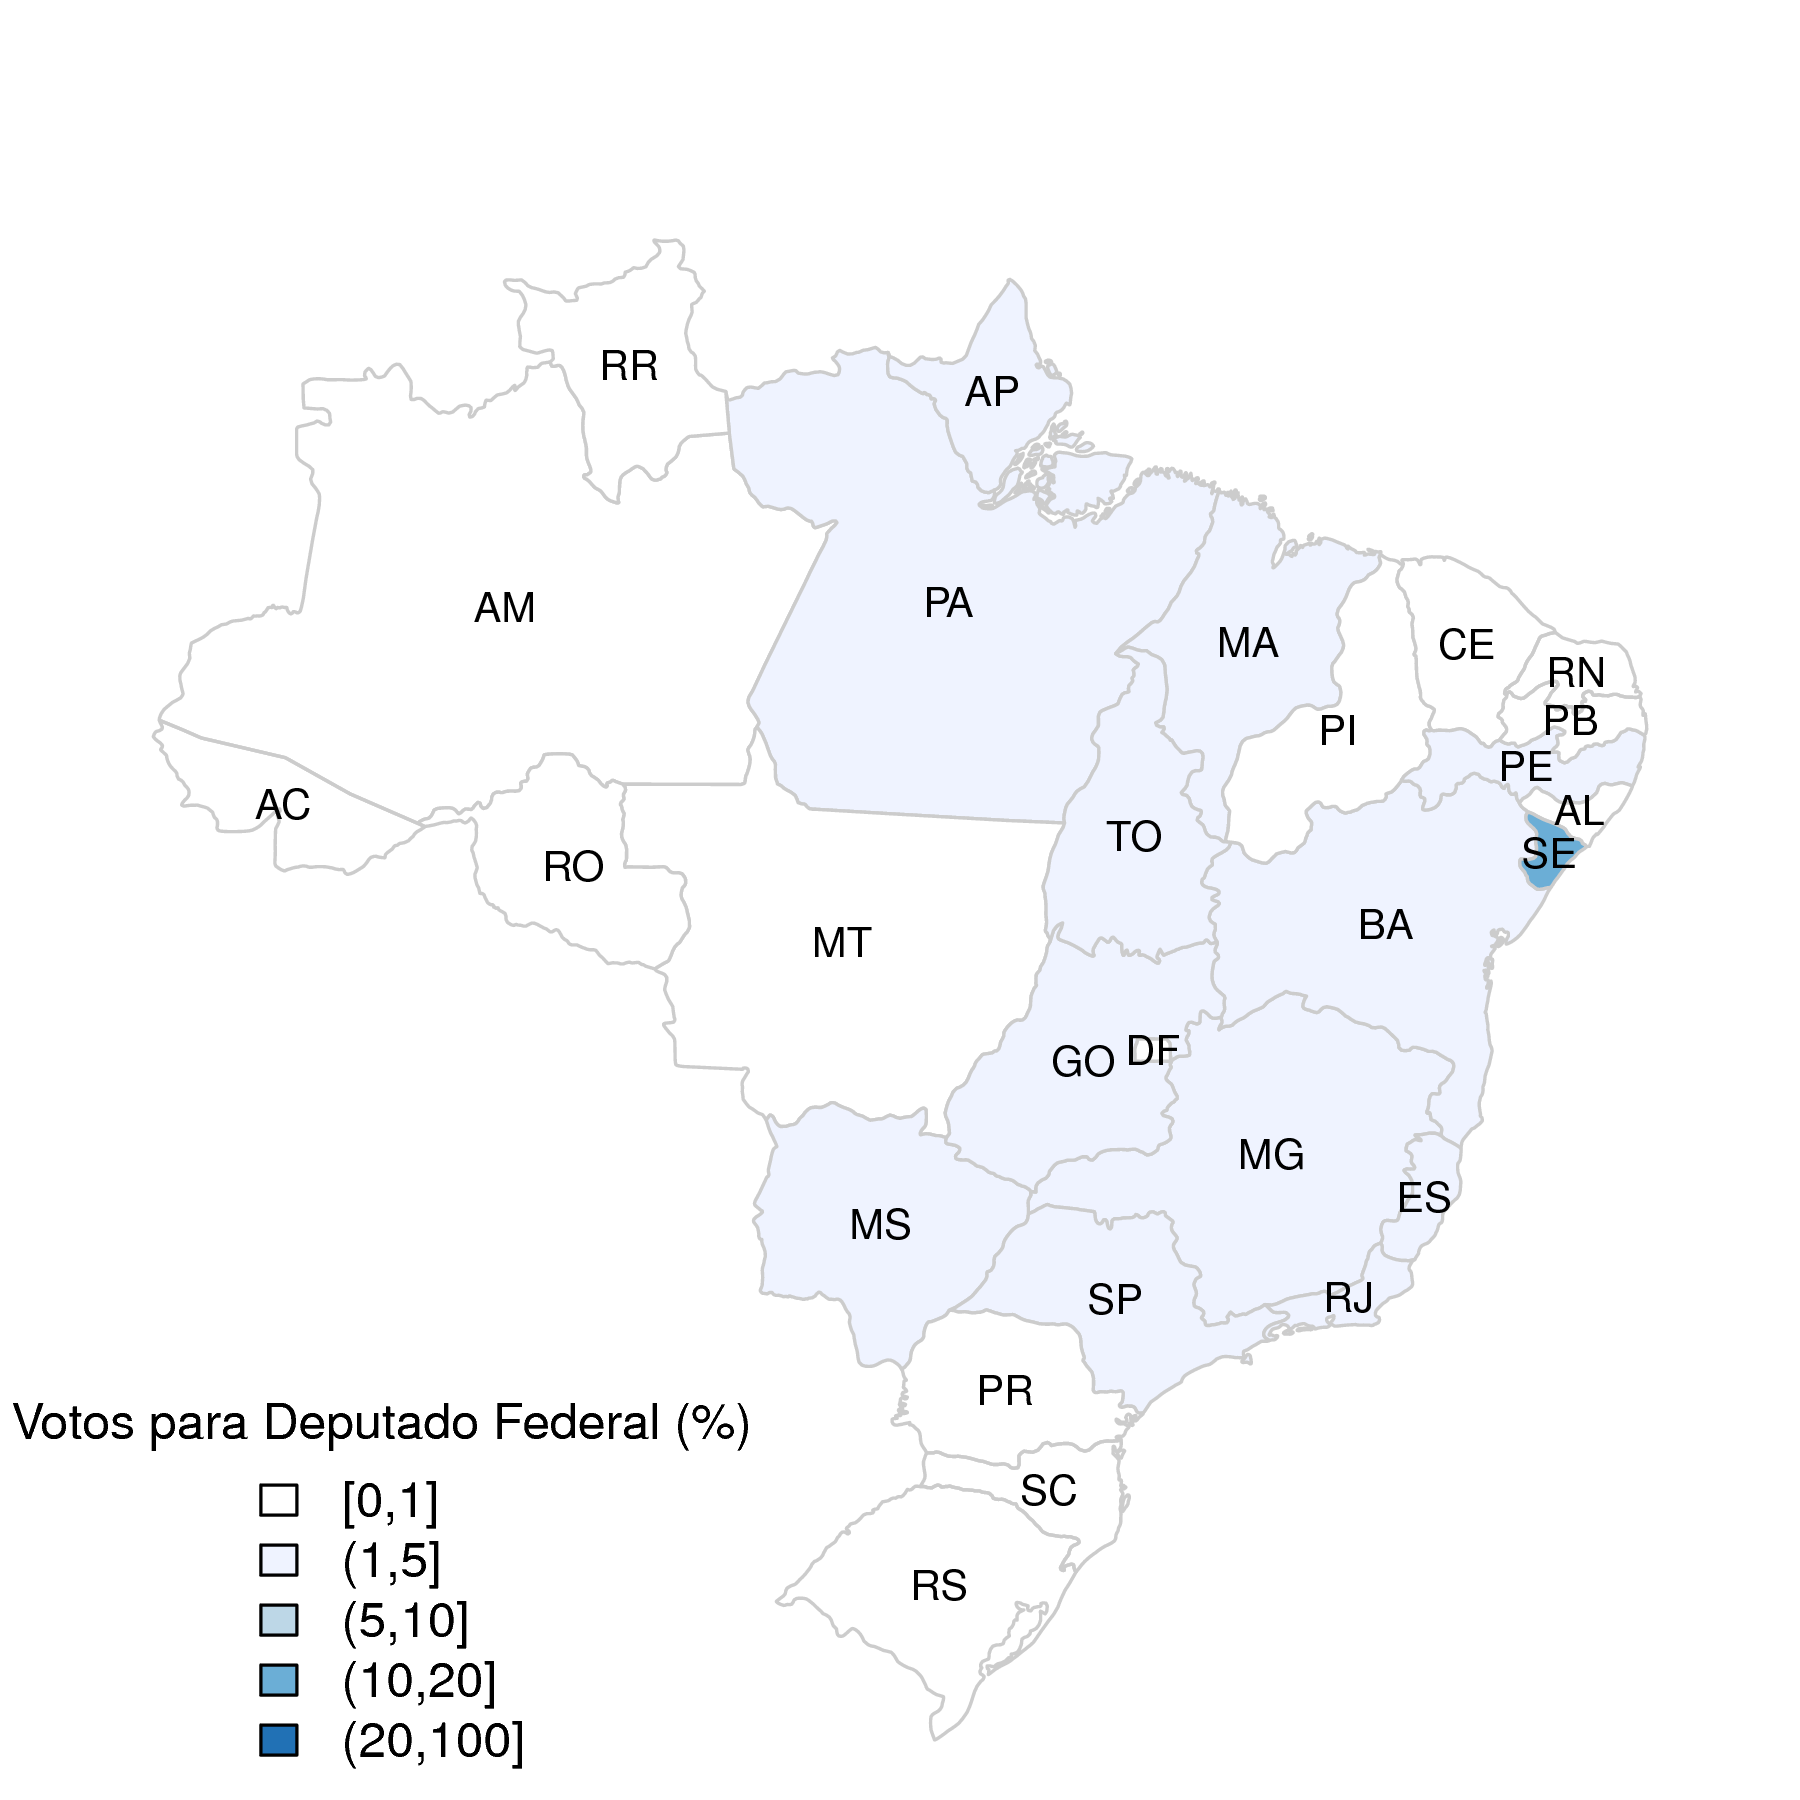 RR
AP
AM
PA
MA
CE
RN
PB
PI
PE
AC
AL
TO
SE
RO
BA
MT
DF
GO
MG
ES
MS
SP
RJ
PR
Votos para Deputado Federal (%)
SC
[0,1]
(1,5]
RS
(5,10]
(10,20]
(20,100]